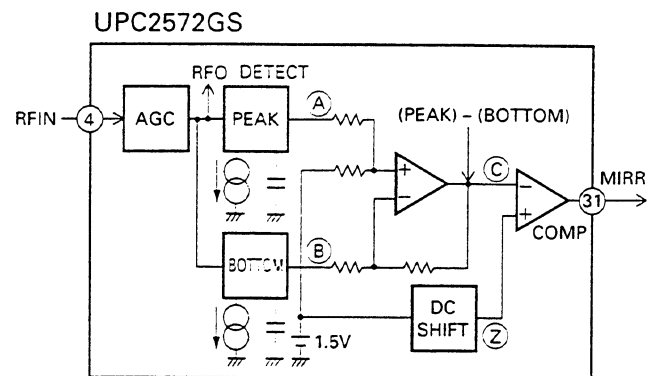 UPC2572GS
RFO DETECT
RFIN
4
AGC
PEAK
A
(PEAK) – (BOTTOM)
+
−
C
−
+
COMP
31
MIRR
BOTTOM
B
DC
SHIFT
Z
1.5V